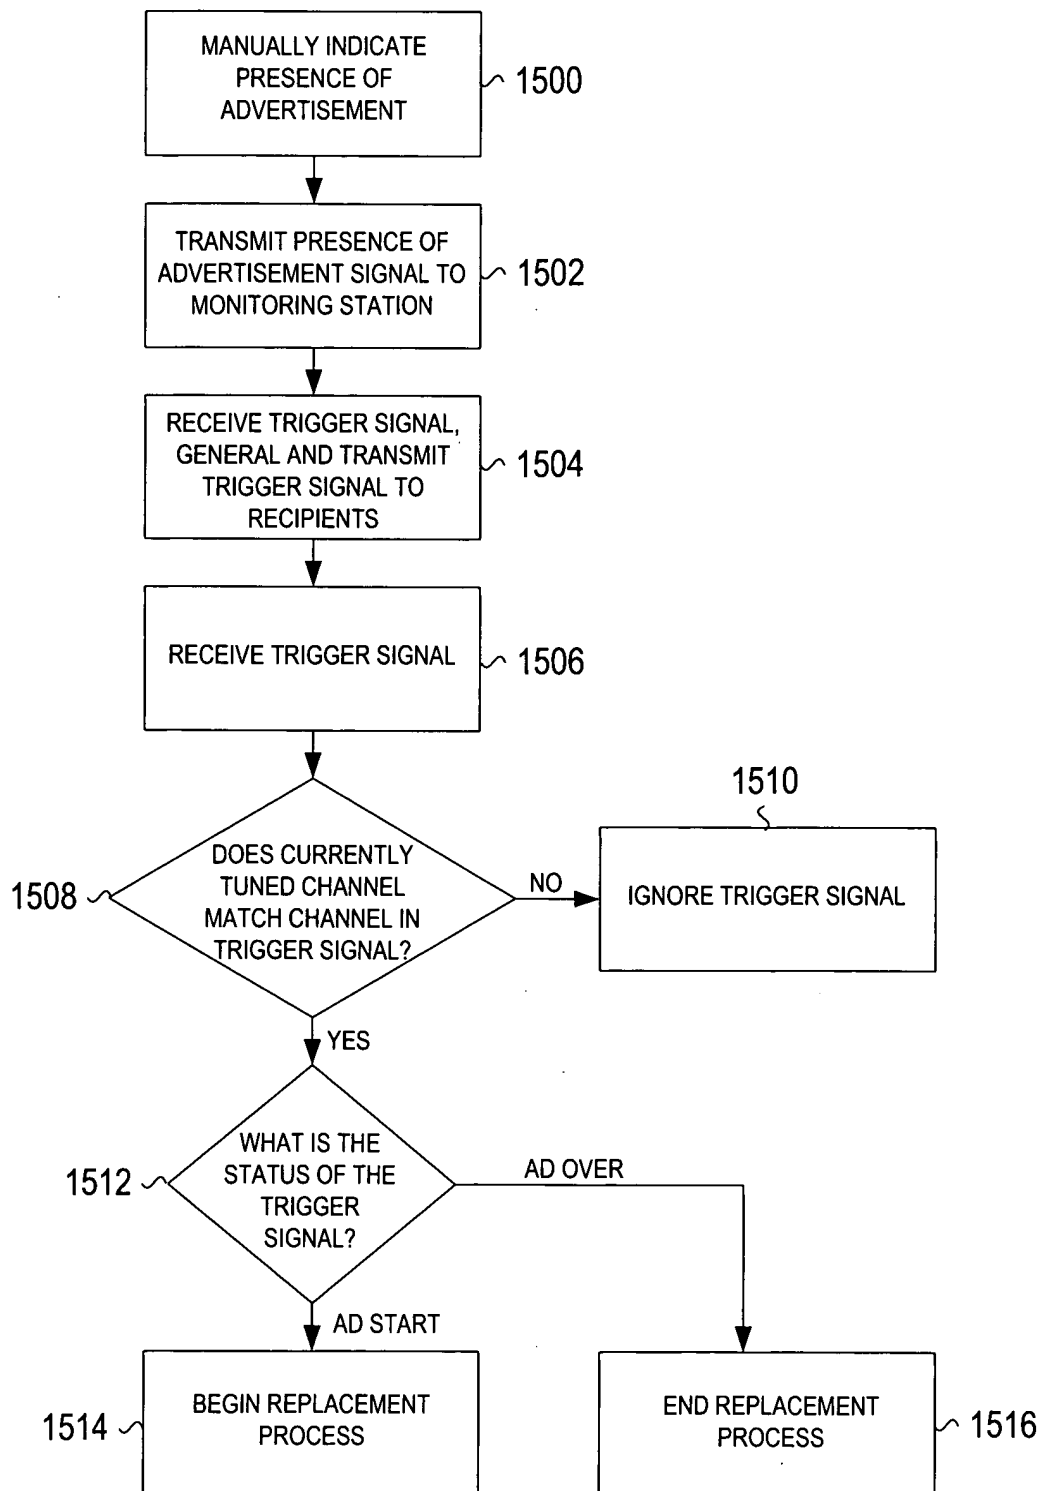 MANUALLY INDICATE
PRESENCE OF
ADVERTISEMENT
1500
TRANSMIT PRESENCE OF
ADVERTISEMENT SIGNAL TO
MONITORING STATION
1502
RECEIVE TRIGGER SIGNAL,
GENERAL AND TRANSMIT
TRIGGER SIGNAL TO
RECIPIENTS
1504
RECEIVE TRIGGER SIGNAL
1506
1508
DOES CURRENTLY
TUNED CHANNEL
MATCH CHANNEL IN
TRIGGER SIGNAL?
NO
1510
IGNORE TRIGGER SIGNAL
YES
1512
WHAT IS THE
STATUS OF THE
TRIGGER
SIGNAL?
AD OVER
AD START
1514
BEGIN REPLACEMENT
PROCESS
END REPLACEMENT
PROCESS
1516